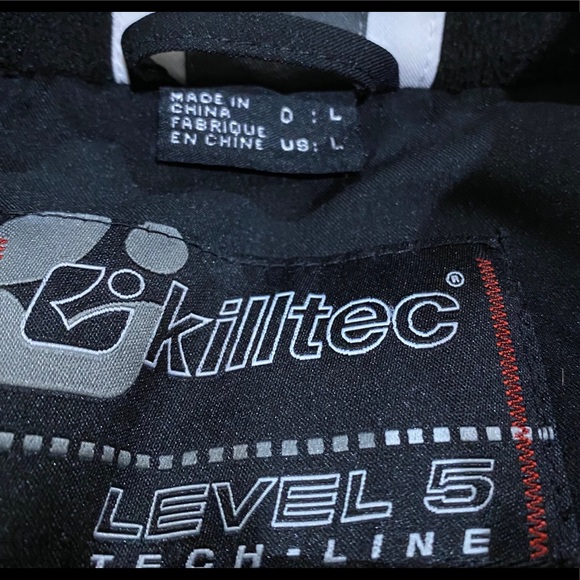 MADE IN
CHINA
FABRIQUE
EN CHINE
D : L
US: L
killtec®
LEVEL 5
TECH-LINE